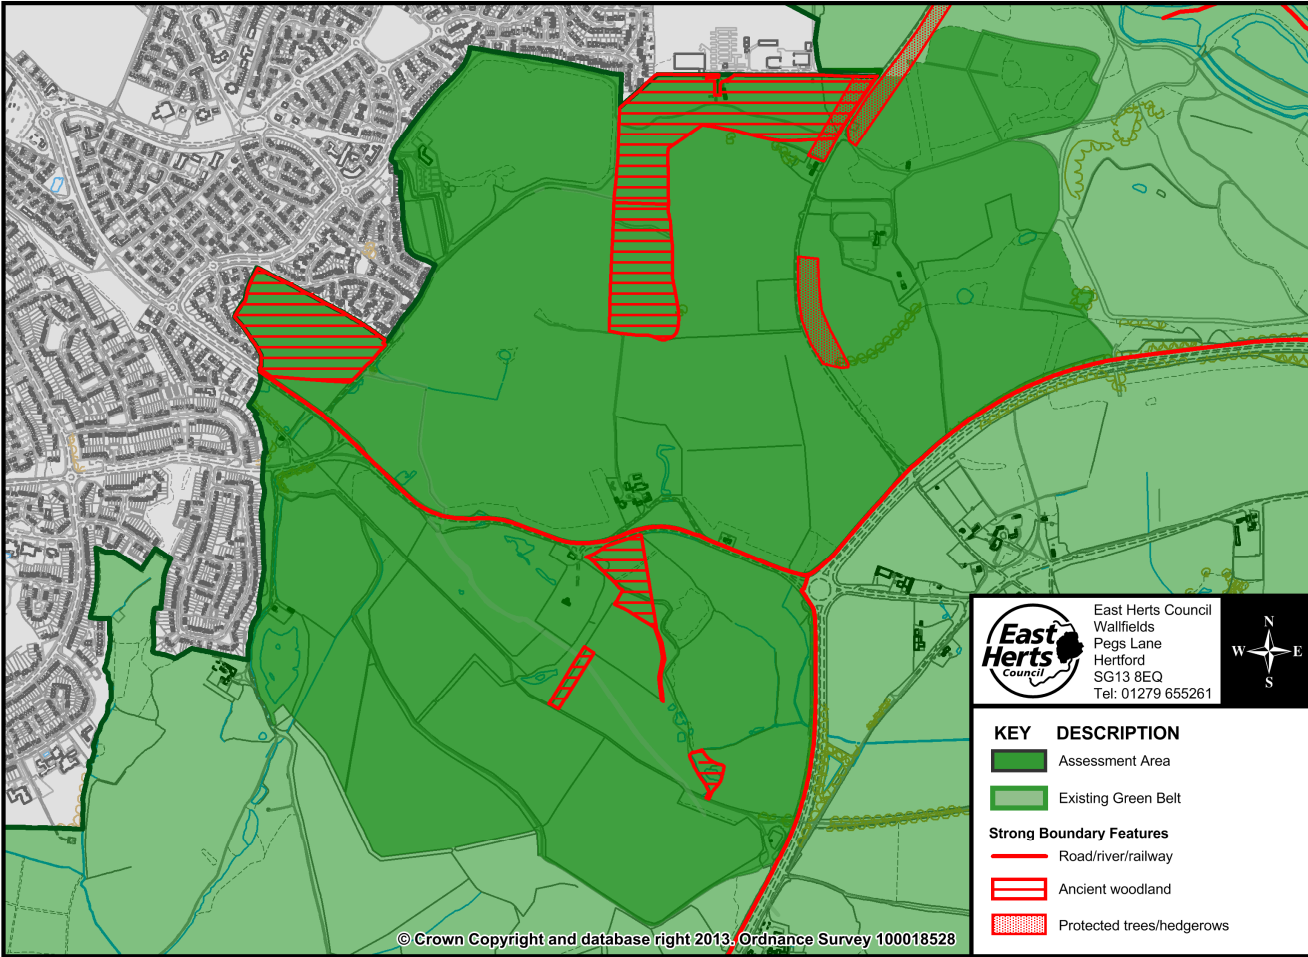 East Herts Council
Wallfields
Pegs Lane
Hertford
SG13 8EQ
Tel: 01279 655261
East
Herts
Council
N
W E
S
KEY DESCRIPTION
Assessment Area
Existing Green Belt
Strong Boundary Features
Road/river/railway
Ancient woodland
Protected trees/hedgerows
© Crown Copyright and database right 2013. Ordnance Survey 100018528